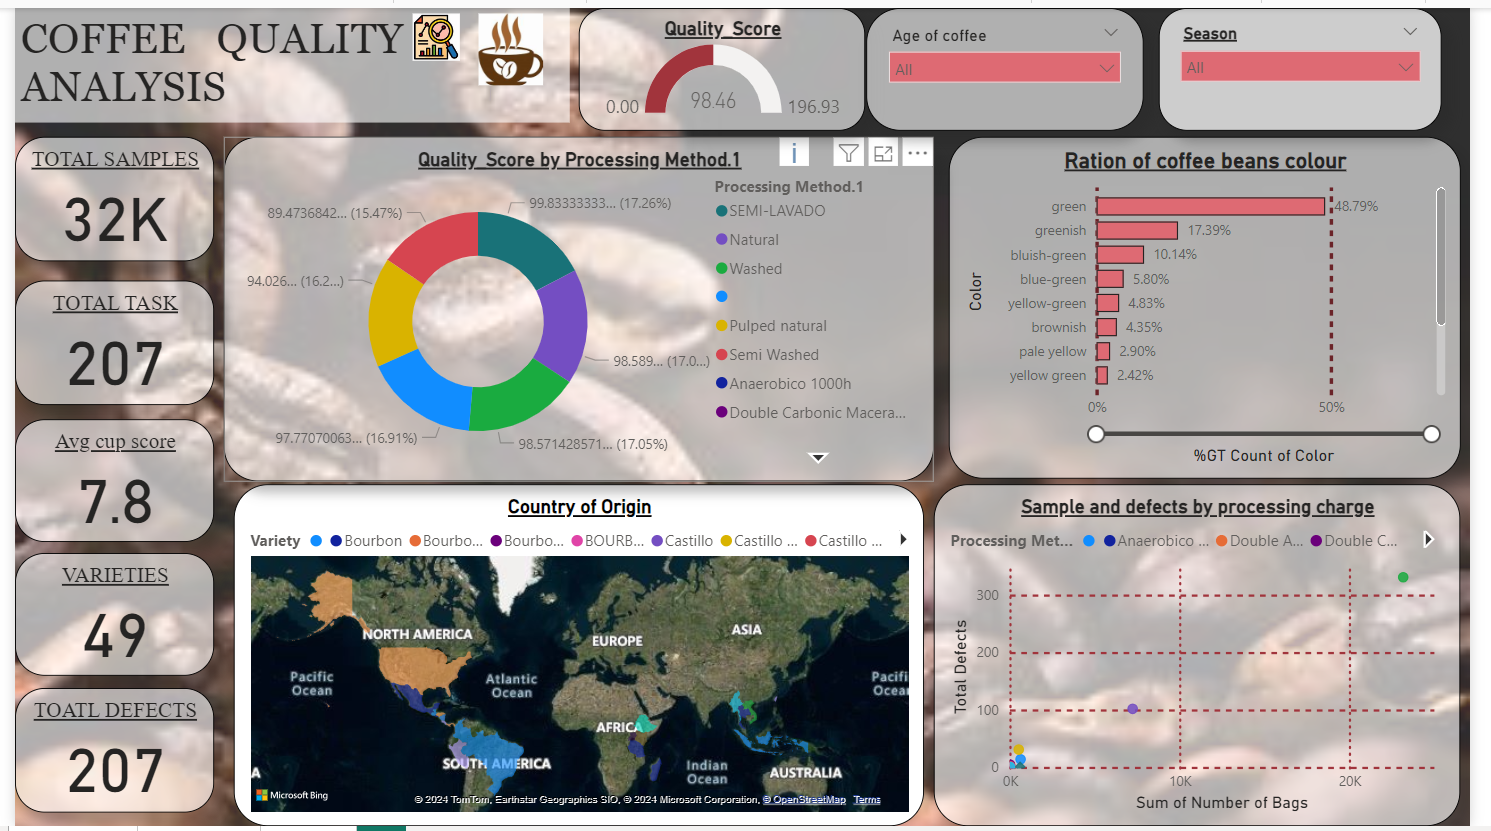 COFFEE QUALITY
ANALYSIS
Quality_Score
0.00
98.46
196.93
Age of coffee
All
Season
All
TOTAL SAMPLES
32K
TOTAL TASK
207
Avg cup score
7.8
VARIETIES
49
TOATL DEFECTS
207
Quality_Score by Processing Method.1
i
89.4736842... (15.47%)
99.83333333... (17.26%)
94.026... (16.2...)
98.589... (17.0...)
97.77070063... (16.91%)
98.571428571... (17.05%)
Processing Method.1
SEMI-LAVADO
Natural
Washed
Pulped natural
Semi Washed
Anaerobico 1000h
Double Carbonic Macera...
Ration of coffee beans colour
Color
green 48.79%
greenish 17.39%
bluish-green 10.14%
blue-green 5.80%
yellow-green 4.83%
brownish 4.35%
pale yellow 2.90%
yellow green 2.42%
0% 50%
%GT Count of Color
Country of Origin
Variety Bourbon Bourbo... Bourbo... BOURB... Castillo Castillo ... Castillo ...
NORTH AMERICA
EUROPE
ASIA
Pacific
Ocean
Atlantic
Ocean
Pacifi
Ocea
AFRICA
SOUTH AMERICA
Indian
Ocean
AUSTRALIA
A
Microsoft Bing
© 2024 TomTom, Earthstar Geographics SIO, © 2024 Microsoft Corporation, © OpenStreetMap Terms
Sample and defects by processing charge
Processing Met... Anaerobico ... Double A... Double C...
Total Defects
300
200
100
0
0K 10K 20K
Sum of Number of Bags